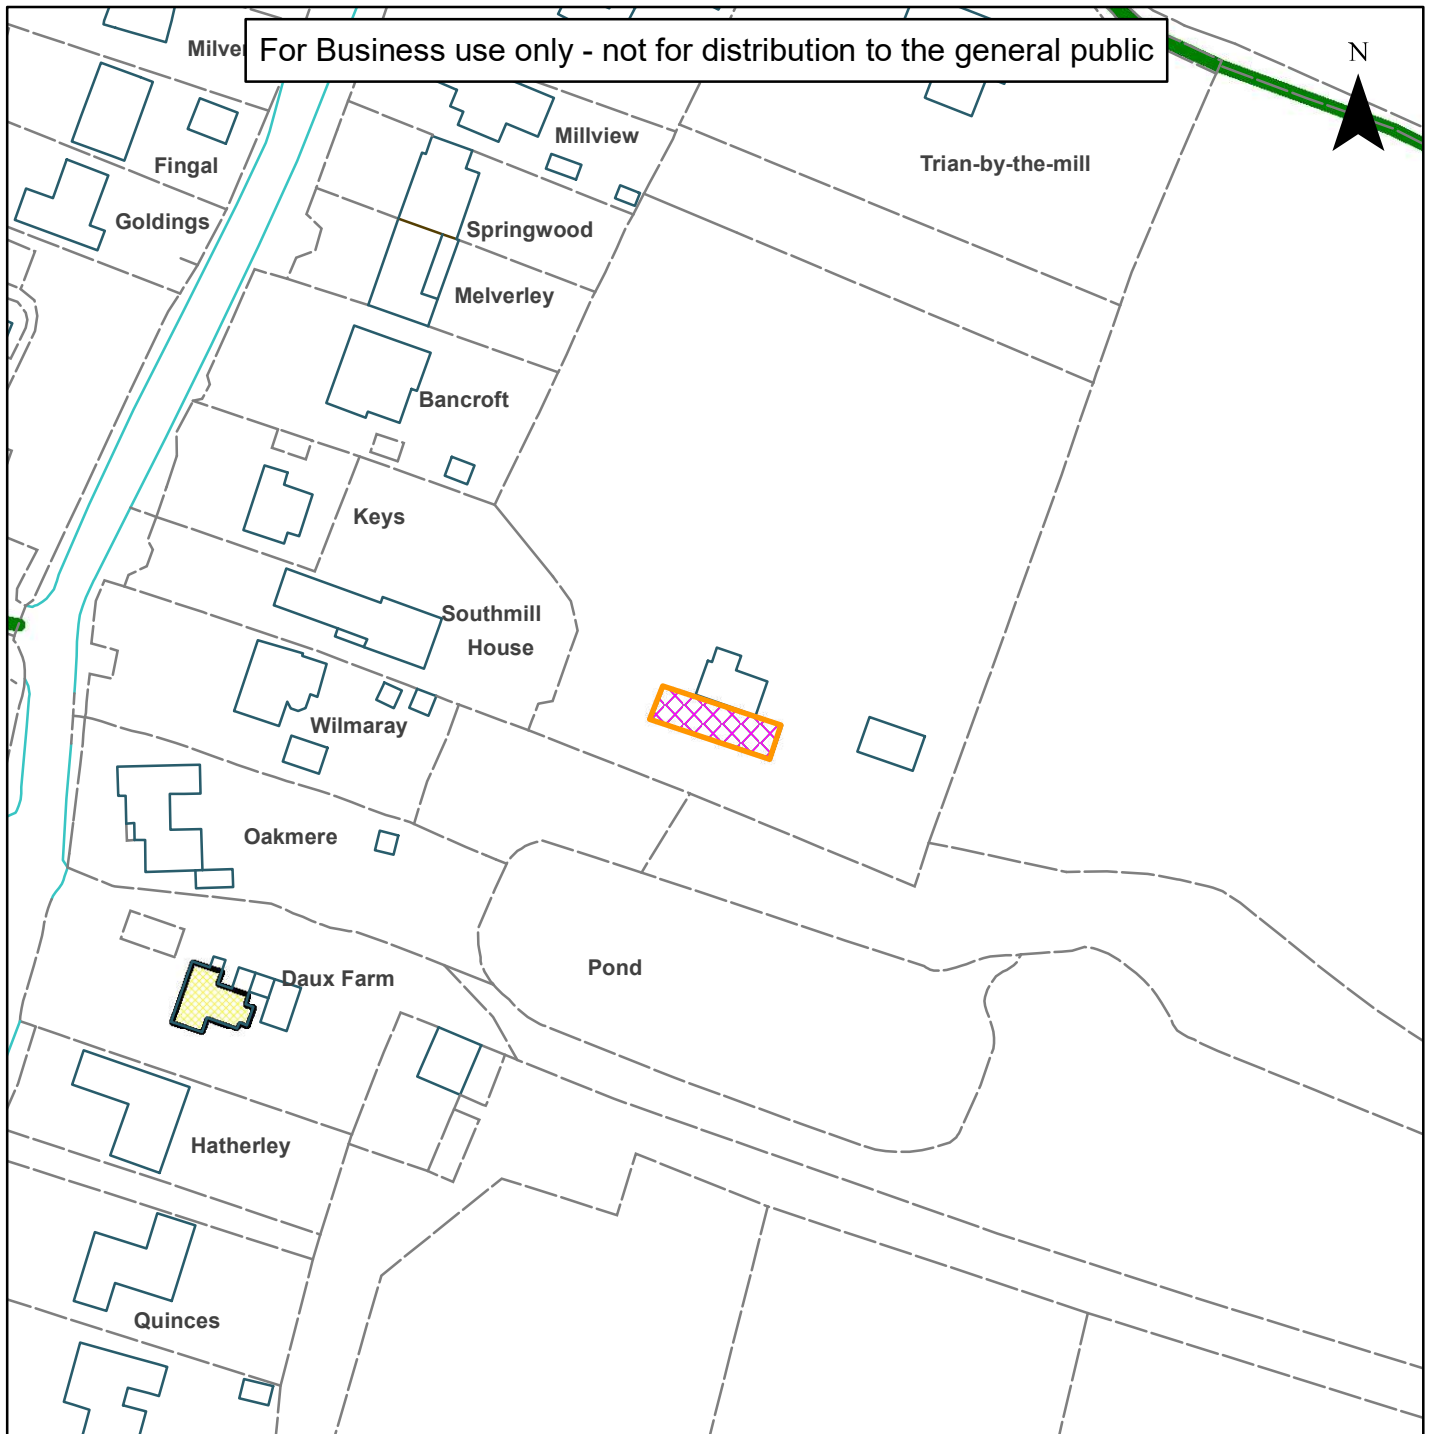 For Business use only - not for distribution to the general public
N
Millview
Trian-by-the-mill
Fingal
Goldings
Springwood
Melverley
Bancroft
Keys
Southmill
House
Wilmaray
Oakmere
Pond
Daux Farm
Hatherley
Quinces